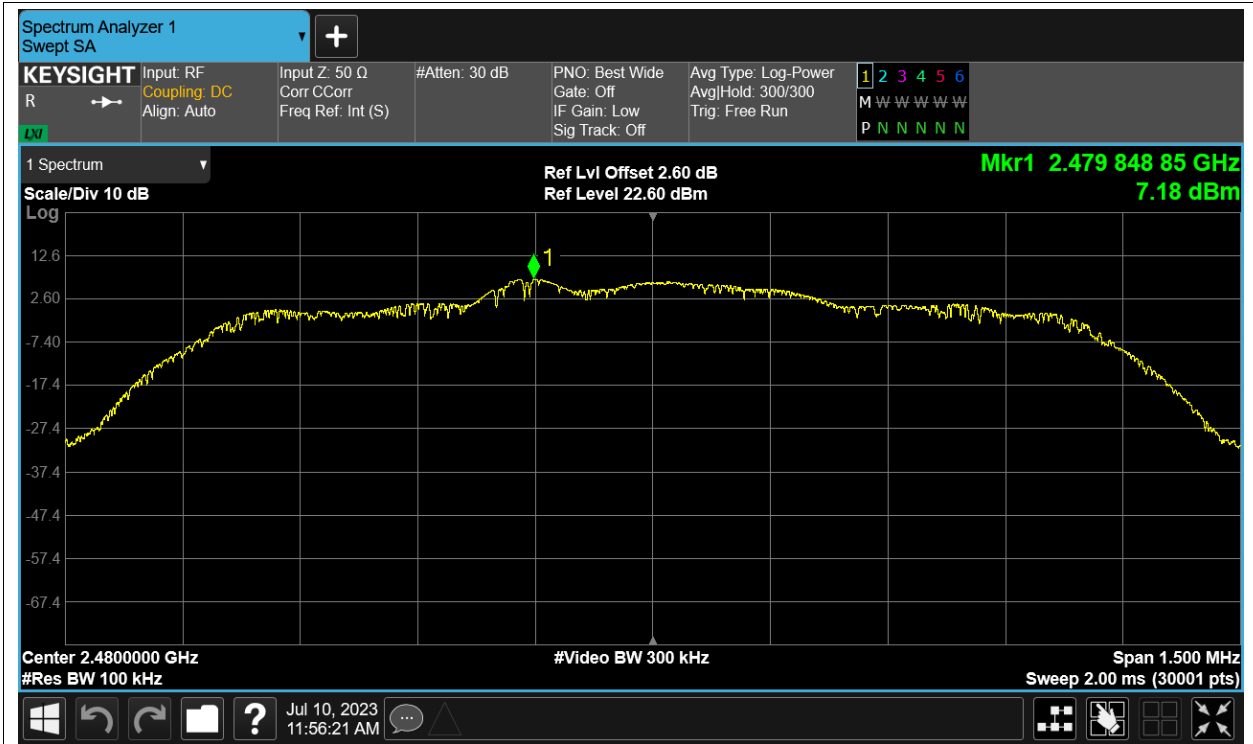 Spectrum Analyzer 1
Swept SA
KEYSIGHT
R
LXI
Input: RF
Coupling: DC
Align: Auto
Input Z: 50 Ω
Corr CCorr
Freq Ref: Int (S)
#Atten: 30 dB
PNO: Best Wide
Gate: Off
IF Gain: Low
Sig Track: Off
Avg Type: Log-Power
Avg|Hold: 300/300
Trig: Free Run
1 2 3 4 5 6
M W W W W W
P N N N N N
1 Spectrum
Scale/Div 10 dB
Log
Ref Lvl Offset 2.60 dB
Ref Level 22.60 dBm
Mkr1 2.479 848 85 GHz
7.18 dBm
1
12.6
2.60
-7.40
-17.4
-27.4
-37.4
-47.4
-57.4
-67.4
Center 2.4800000 GHz
#Res BW 100 kHz
#Video BW 300 kHz
Span 1.500 MHz
Sweep 2.00 ms (30001 pts)
?
Jul 10, 2023
11:56:21 AM